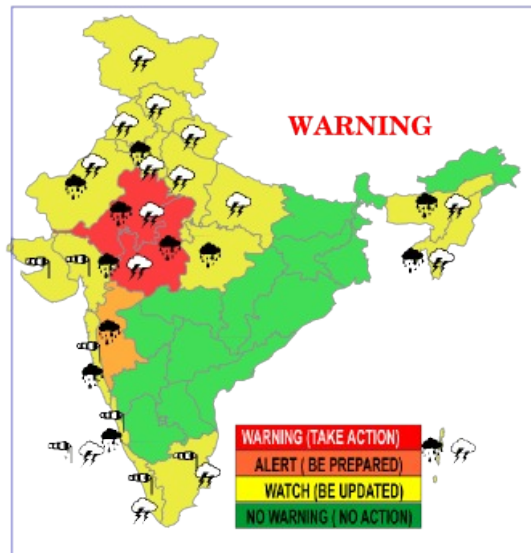 WARNING
WARNING (TAKE ACTION)
ALERT ( BE PREPARED)
WATCH (BE UPDATED)
NO WARNING ( NO ACTION)